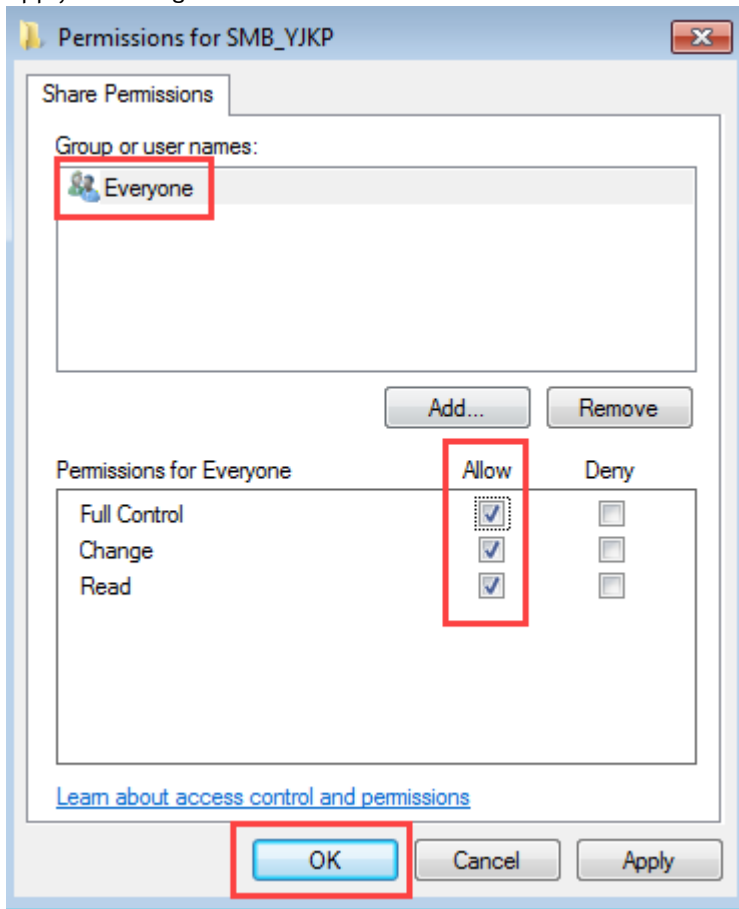 Permissions for SMB_YJKP
Share Permissions
Group or user names:
Everyone
Add... Remove
Permissions for Everyone Allow Deny
Full Control
Change
Read
Learn about access control and permissions
OK Cancel Apply